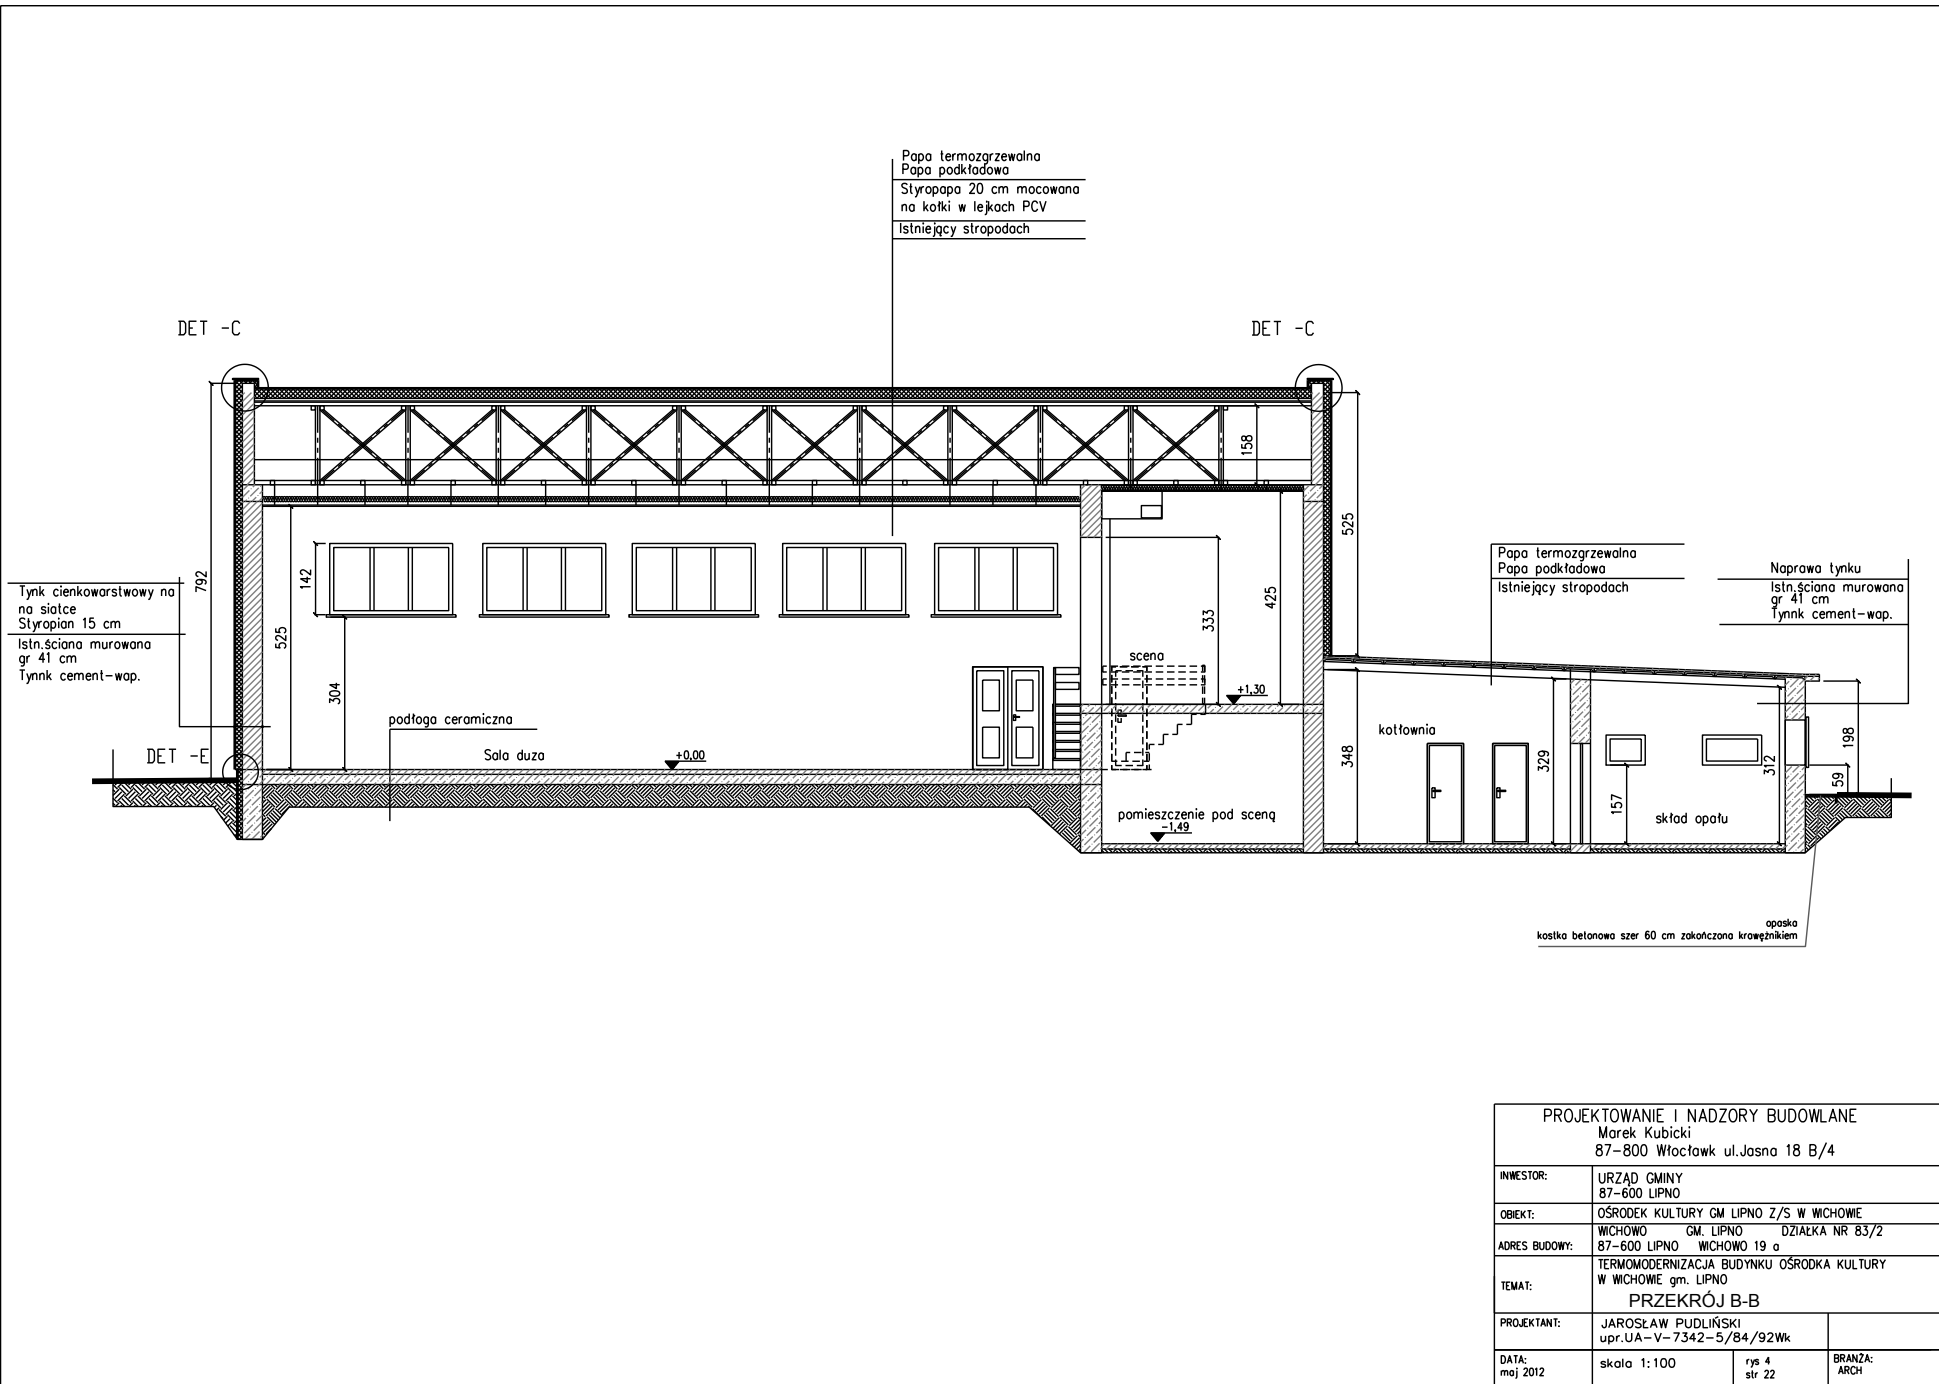 Papa termozgrzewalna
Papa podkładowa
Styropapa 20 cm mocowana
na kołki w lejkach PCV
Istniejący stropodach
DET -C
DET -C
158
792
142
525
304
525
333
425
Tynk cienkowarstwowy na
na siatce
Styropian 15 cm
Istn.ściana murowana
gr 41 cm
Tynnk cement-wap.
Papa termozgrzewalna
Papa podkładowa
Istniejący stropodach
Naprawa tynku
Istn.ściana murowana
gr 41 cm
Tynnk cement-wap.
scena
+1,30
podłoga ceramiczna
Sala duza
+0,00
DET -E
kotłownia
348
329
157
312
198
59
pomieszczenie pod sceną
-1,49
skład opału
opaska
kostka betonowa szer 60 cm zakończona krawężnikiem
PROJEKTOWANIE I NADZORY BUDOWLANE
Marek Kubicki
87-800 Włocławk ul.Jasna 18 B/4
INWESTOR:
URZĄD GMINY
87-600 LIPNO
OBIEKT:
OŚRODEK KULTURY GM LIPNO Z/S W WICHOWIE
ADRES BUDOWY:
WICHOWO GM. LIPNO DZIAŁKA NR 83/2
87-600 LIPNO WICHOWO 19 a
TEMAT:
TERMOMODERNIZACJA BUDYNKU OŚRODKA KULTURY
W WICHOWIE gm. LIPNO
PRZEKRÓJ B-B
PROJEKTANT:
JAROSŁAW PUDLIŃSKI
upr.UA-V-7342-5/84/92Wk
DATA:
maj 2012
skala 1:100
rys 4
str 22
BRANŻA:
ARCH